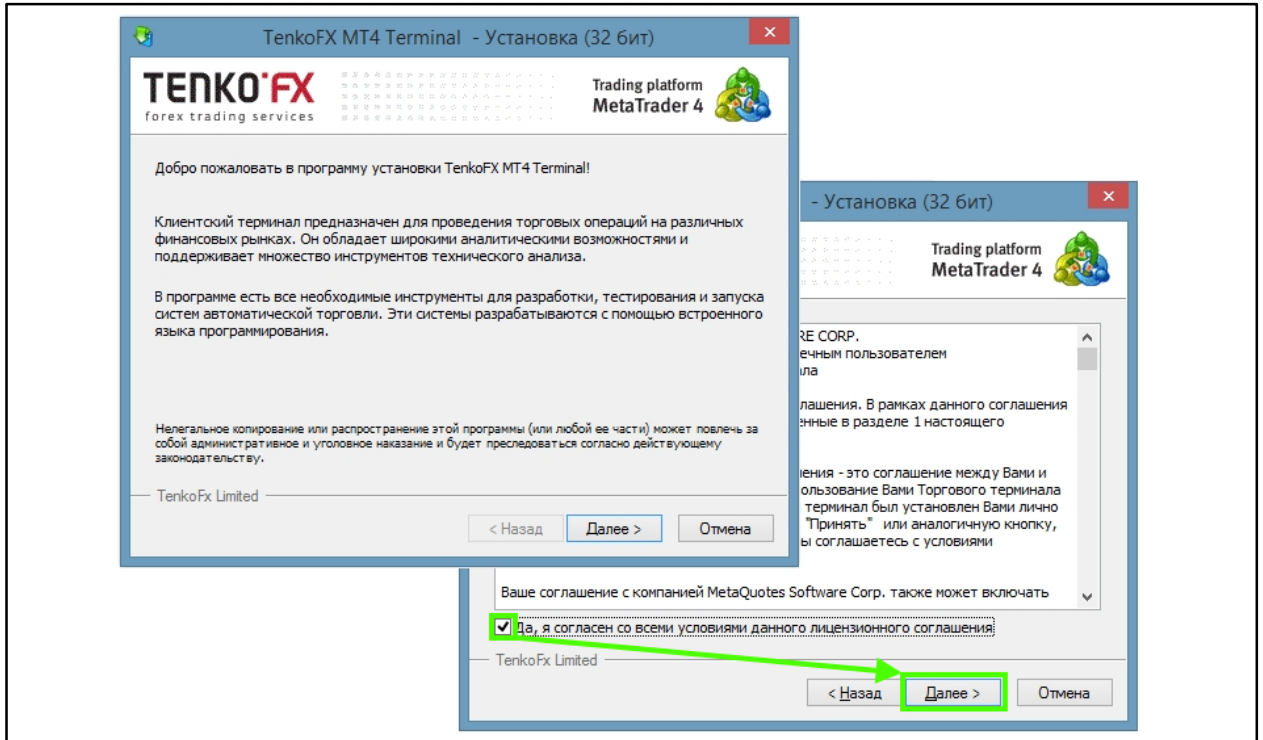 TenkoFX MT4 Terminal - Установка (32 бит)
TENKO FX
forex trading services
Trading platform
MetaTrader 4
Добро пожаловать в программу установки TenkoFX MT4 Terminal!
Клиентский терминал предназначен для проведения торговых операций на различных
финансовых рынках. Он обладает широкими аналитическими возможностями и
поддерживает множество инструментов технического анализа.
В программе есть все необходимые инструменты для разработки, тестирования и запуска
систем автоматической торговли. Эти системы разрабатываются с помощью встроенного
языка программирования.
Нелегальное копирование или распространение этой программы (или любой ее части) может повлечь за
собой административное и уголовное наказание и будет преследоваться согласно действующему
законодательству.
TenkoFx Limited
< Назад
Далее >
Отмена
- Установка (32 бит)
Trading platform
MetaTrader 4
RE CORP.
ечным пользователем
ла
лашения. В рамках данного соглашения
енные в разделе 1 настоящего
ения - это соглашение между Вами и
ользование Вами Торгового терминала
терминал был установлен Вами лично
"Принять" или аналогичную кнопку,
ы соглашаетесь с условиями
Ваше соглашение с компанией MetaQuotes Software Corp. также может включать
Да, я согласен со всеми условиями данного лицензионного соглашения
TenkoFx Limited
< Назад
Далее >
Отмена